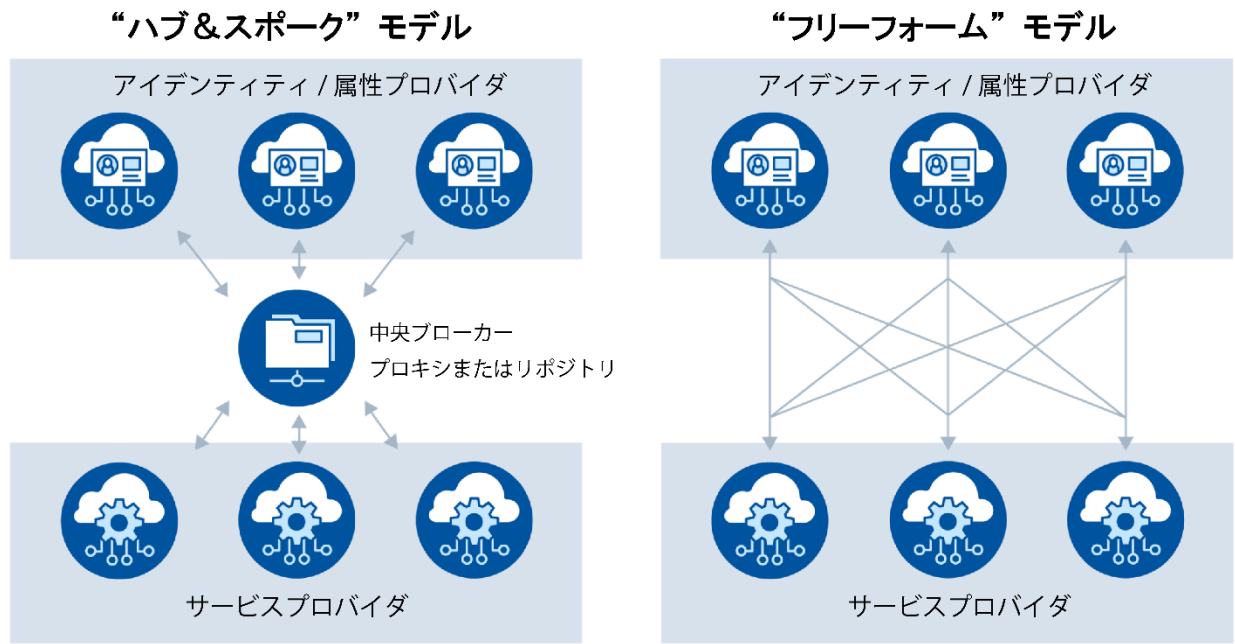 “ハブ＆スポーク” モデル
アイデンティティ / 属性プロバイダ
中央ブローカー
プロキシまたはリポジトリ
サービスプロバイダ
“フリーフォーム” モデル
アイデンティティ / 属性プロバイダ
サービスプロバイダ